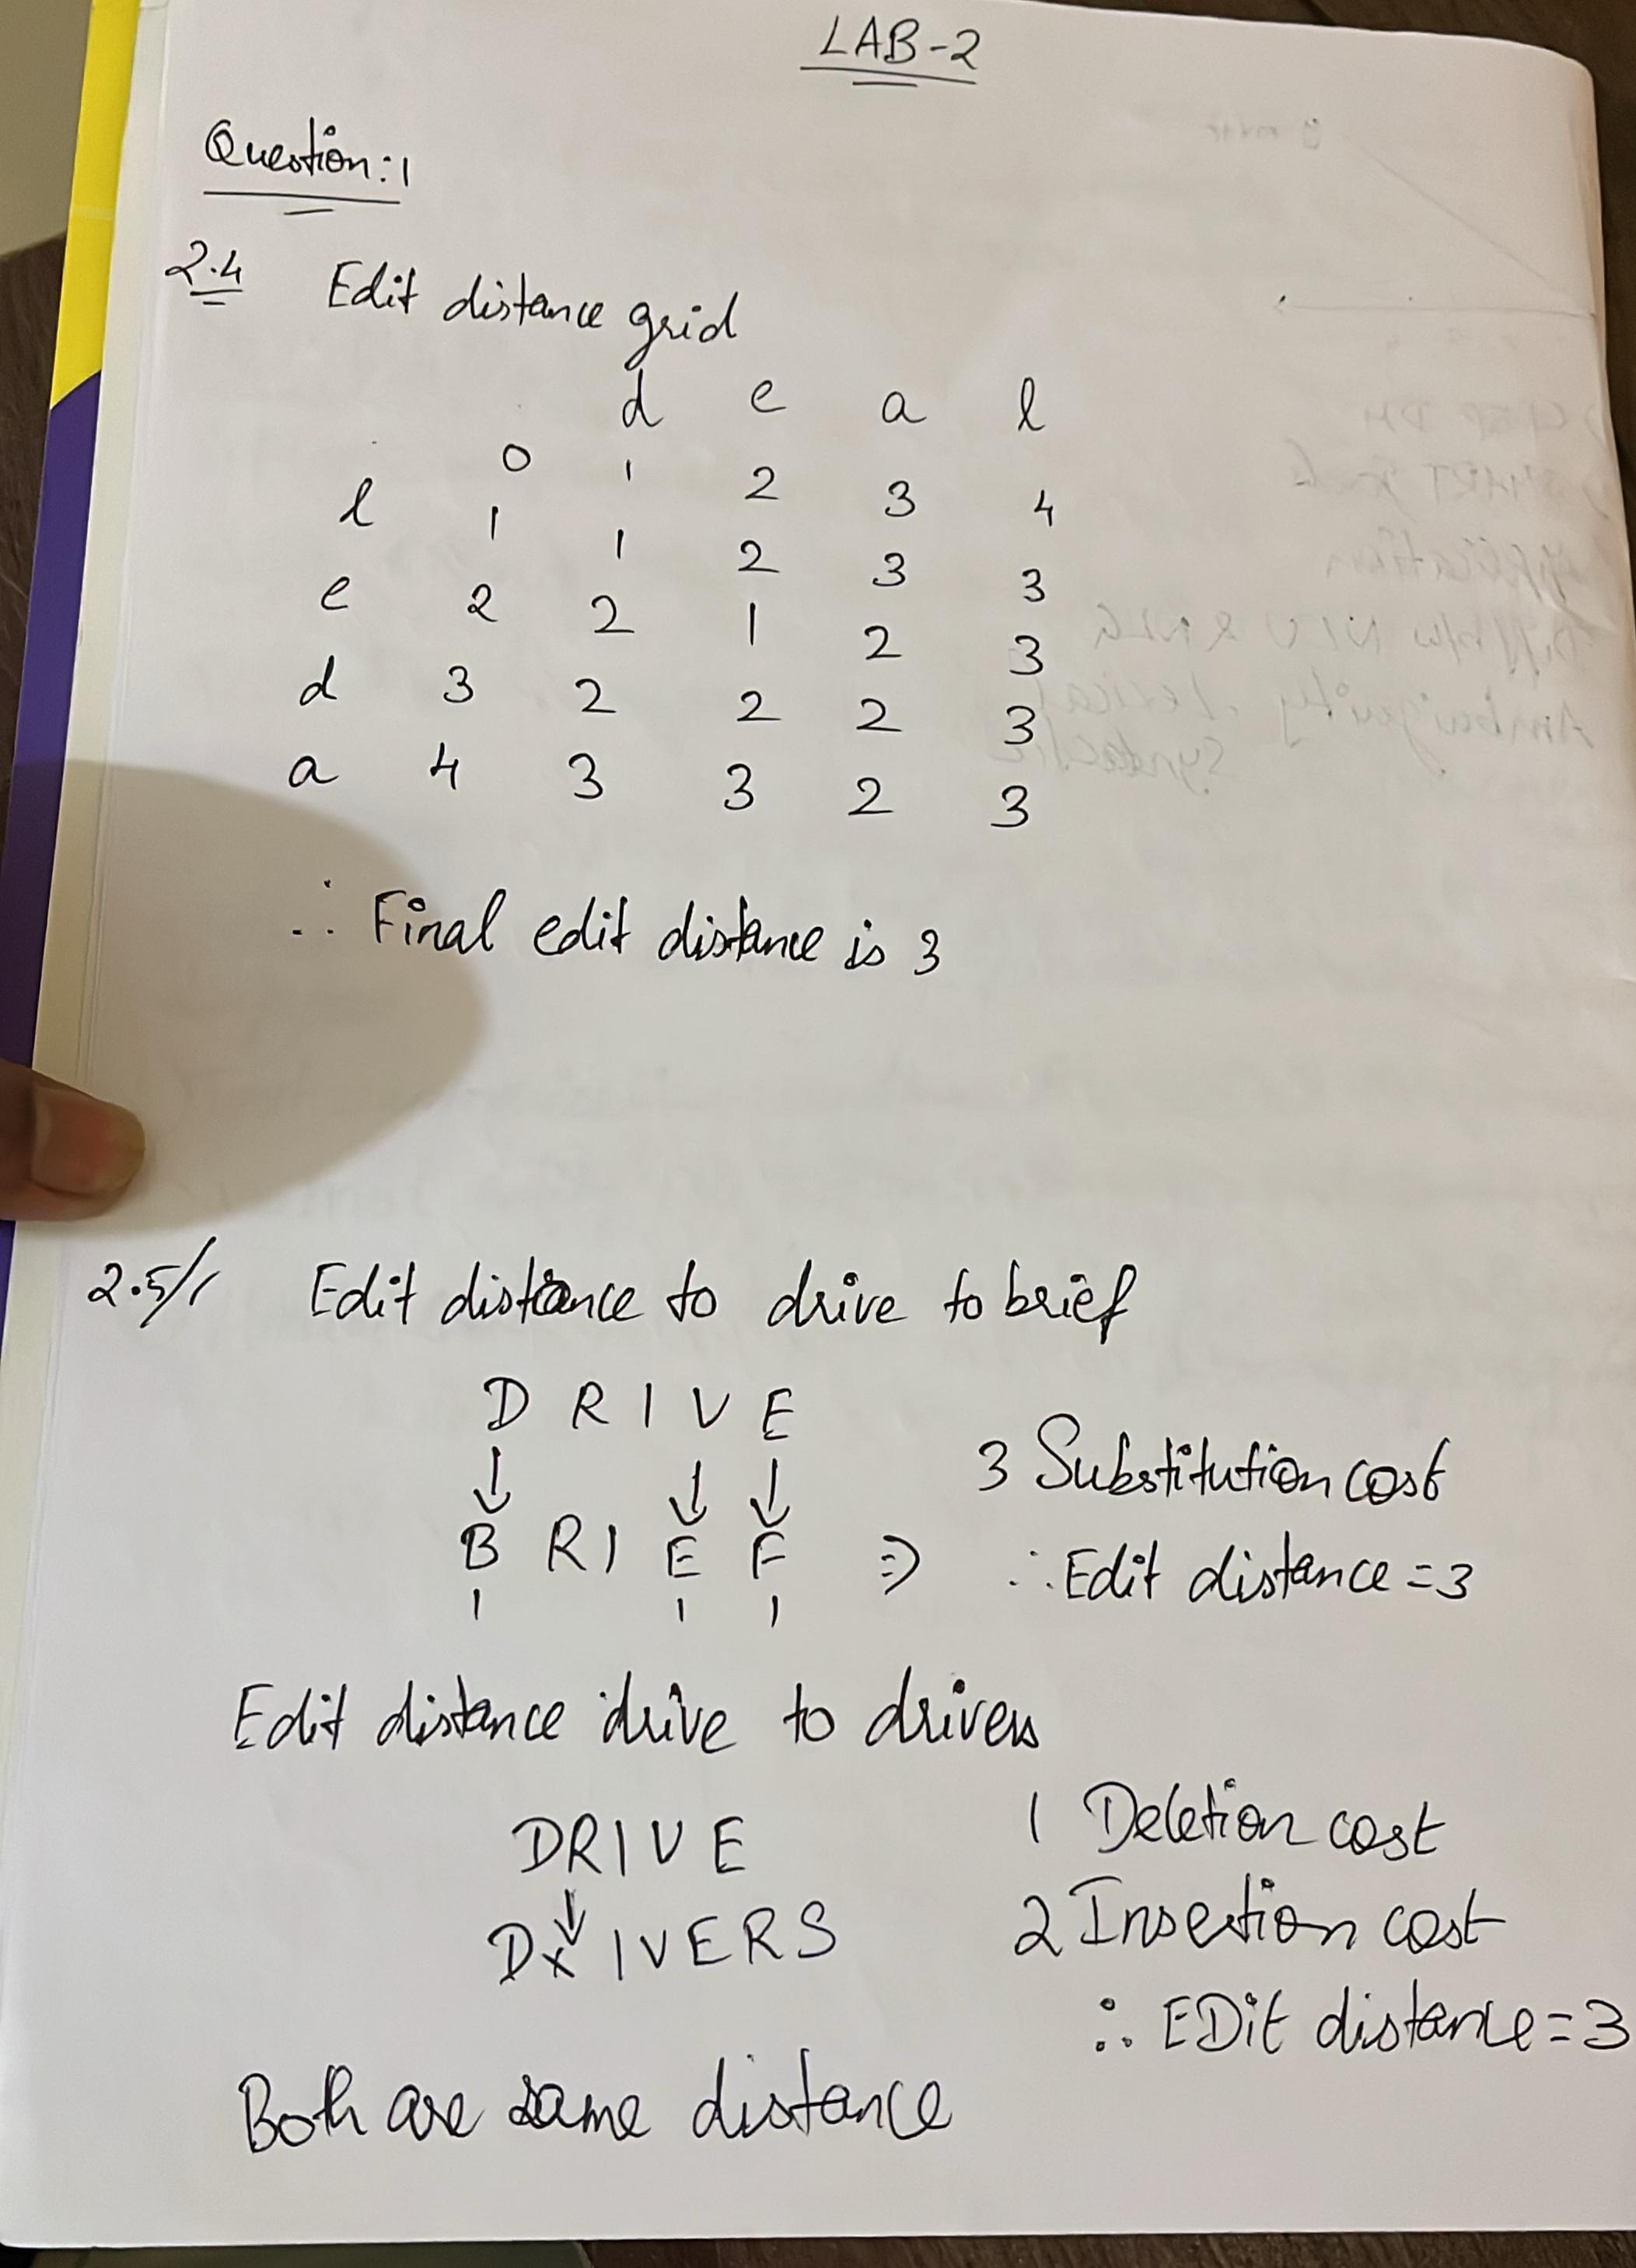 LAB-2
Question:1
2.4 Edit distance grid
d e a l
0 1 2 3 4
l 1 1 2 3 3
e 2 2 1 2 3
d 3 2 2 2 3
a 4 3 3 2 3
∴ Final edit distance is 3
2.5/1 Edit distance to drive to brief
D R I V E
↓ ↓ ↓ 3 Substitution cost
B R I E F ⇒ ∴ Edit distance = 3
1 1 1
Edit distance drive to drivers
DRIVE 1 Deletion cost
↓
Dx IVERS 2 Insertion cost
∴ EDit distance = 3
Both are same distance